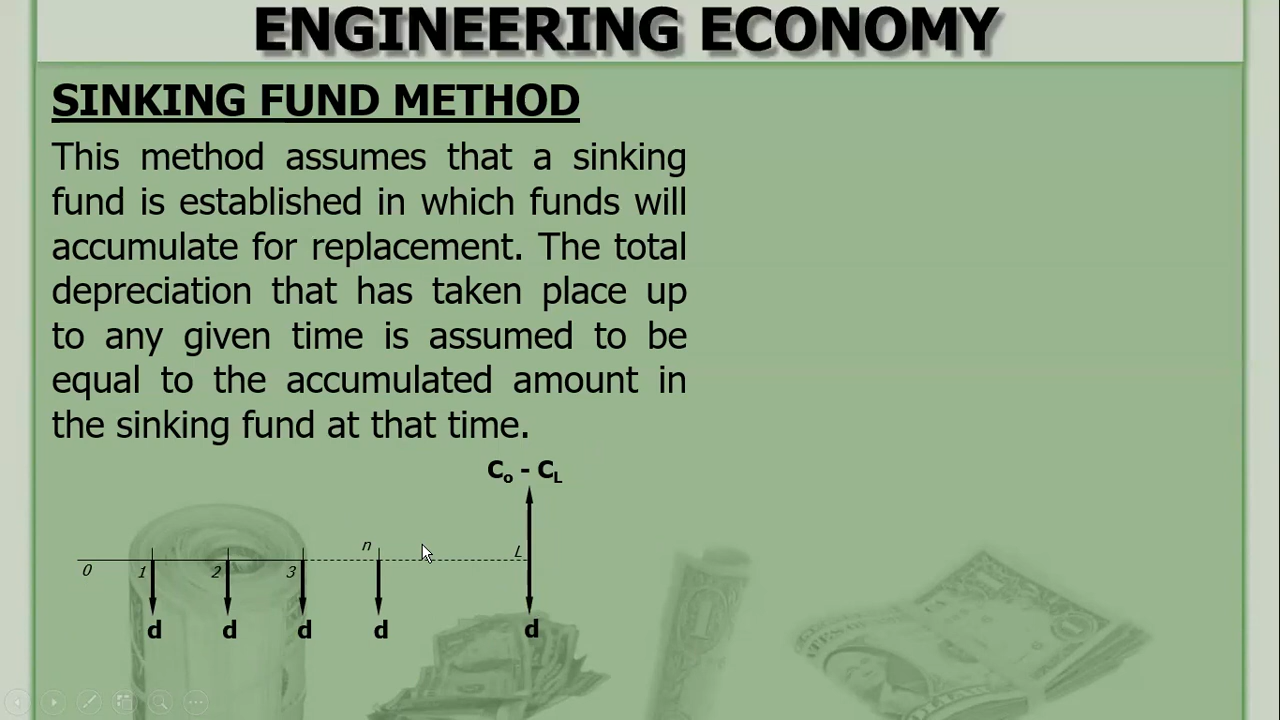 ENGINEERING ECONOMY
SINKING FUND METHOD
This method assumes that a sinking
fund is established in which funds will
accumulate for replacement. The total
depreciation that has taken place up
to any given time is assumed to be
equal to the accumulated amount in
the sinking fund at that time.
Co - CL
n L
0 1 2 3
d d d d d